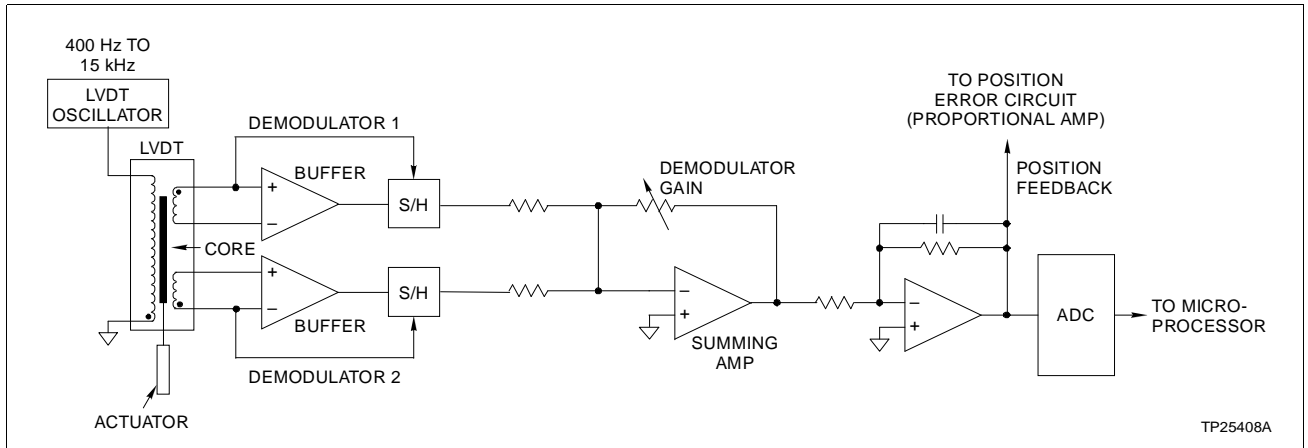 400 Hz TO
15 kHz
LVDT
OSCILLATOR
LVDT
DEMODULATOR 1
BUFFER
+
–
S/H
CORE
+
–
BUFFER
S/H
DEMODULATOR 2
ACTUATOR
DEMODULATOR
GAIN
–
+
SUMMING
AMP
TO POSITION
ERROR CIRCUIT
(PROPORTIONAL AMP)
POSITION
FEEDBACK
–
+
ADC
TO MICRO-
PROCESSOR
TP25408A